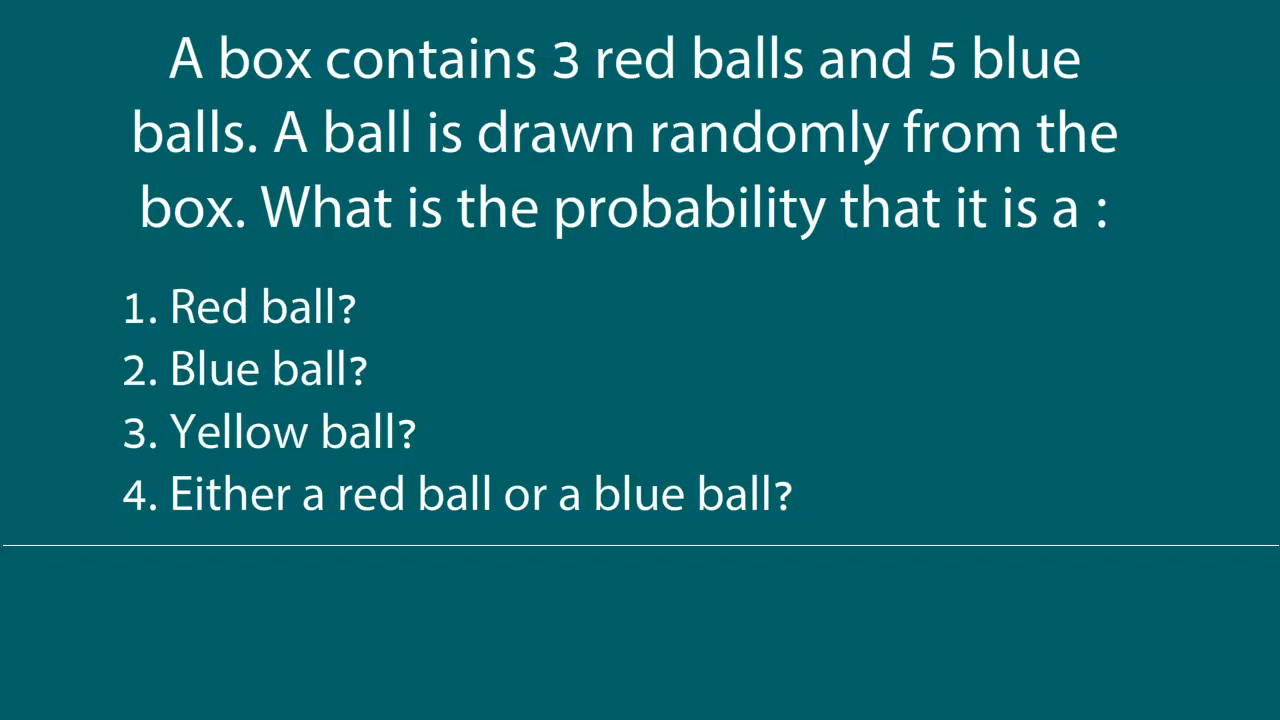 A box contains 3 red balls and 5 blue
balls. A ball is drawn randomly from the
box. What is the probability that it is a :
1. Red ball?
2. Blue ball?
3. Yellow ball?
4. Either a red ball or a blue ball?